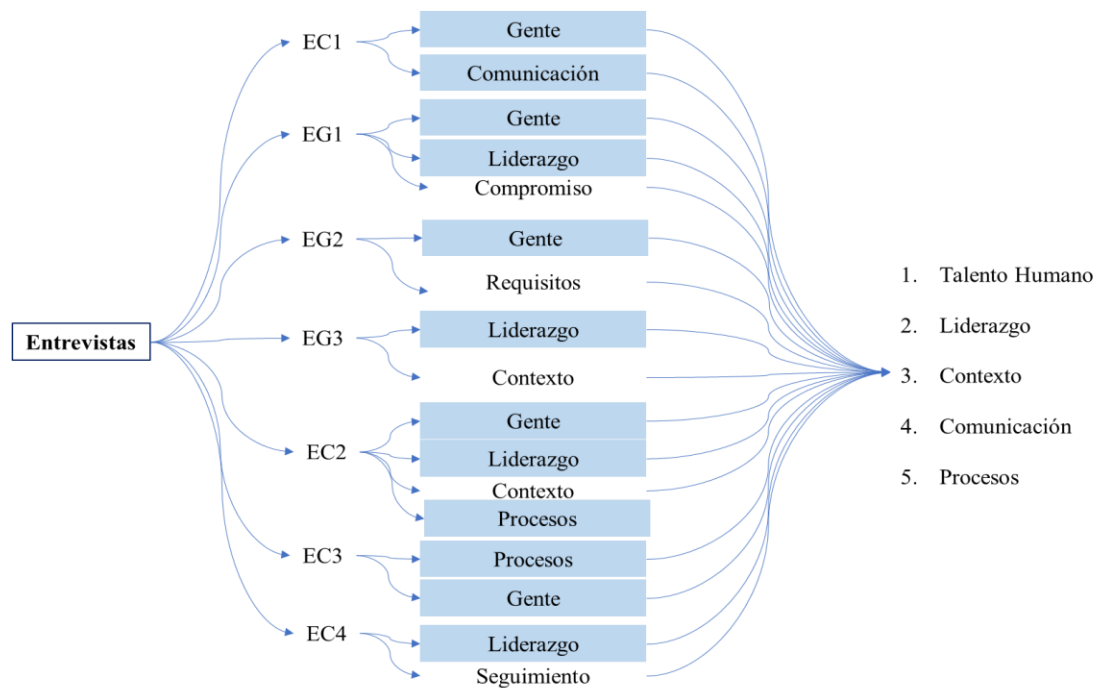 Entrevistas
EC1
Gente
Comunicación
EG1
Gente
Liderazgo
Compromiso
EG2
Gente
Requisitos
EG3
Liderazgo
Contexto
EC2
Gente
Liderazgo
Contexto
Procesos
EC3
Procesos
Gente
EC4
Liderazgo
Seguimiento
1. Talento Humano
2. Liderazgo
3. Contexto
4. Comunicación
5. Procesos